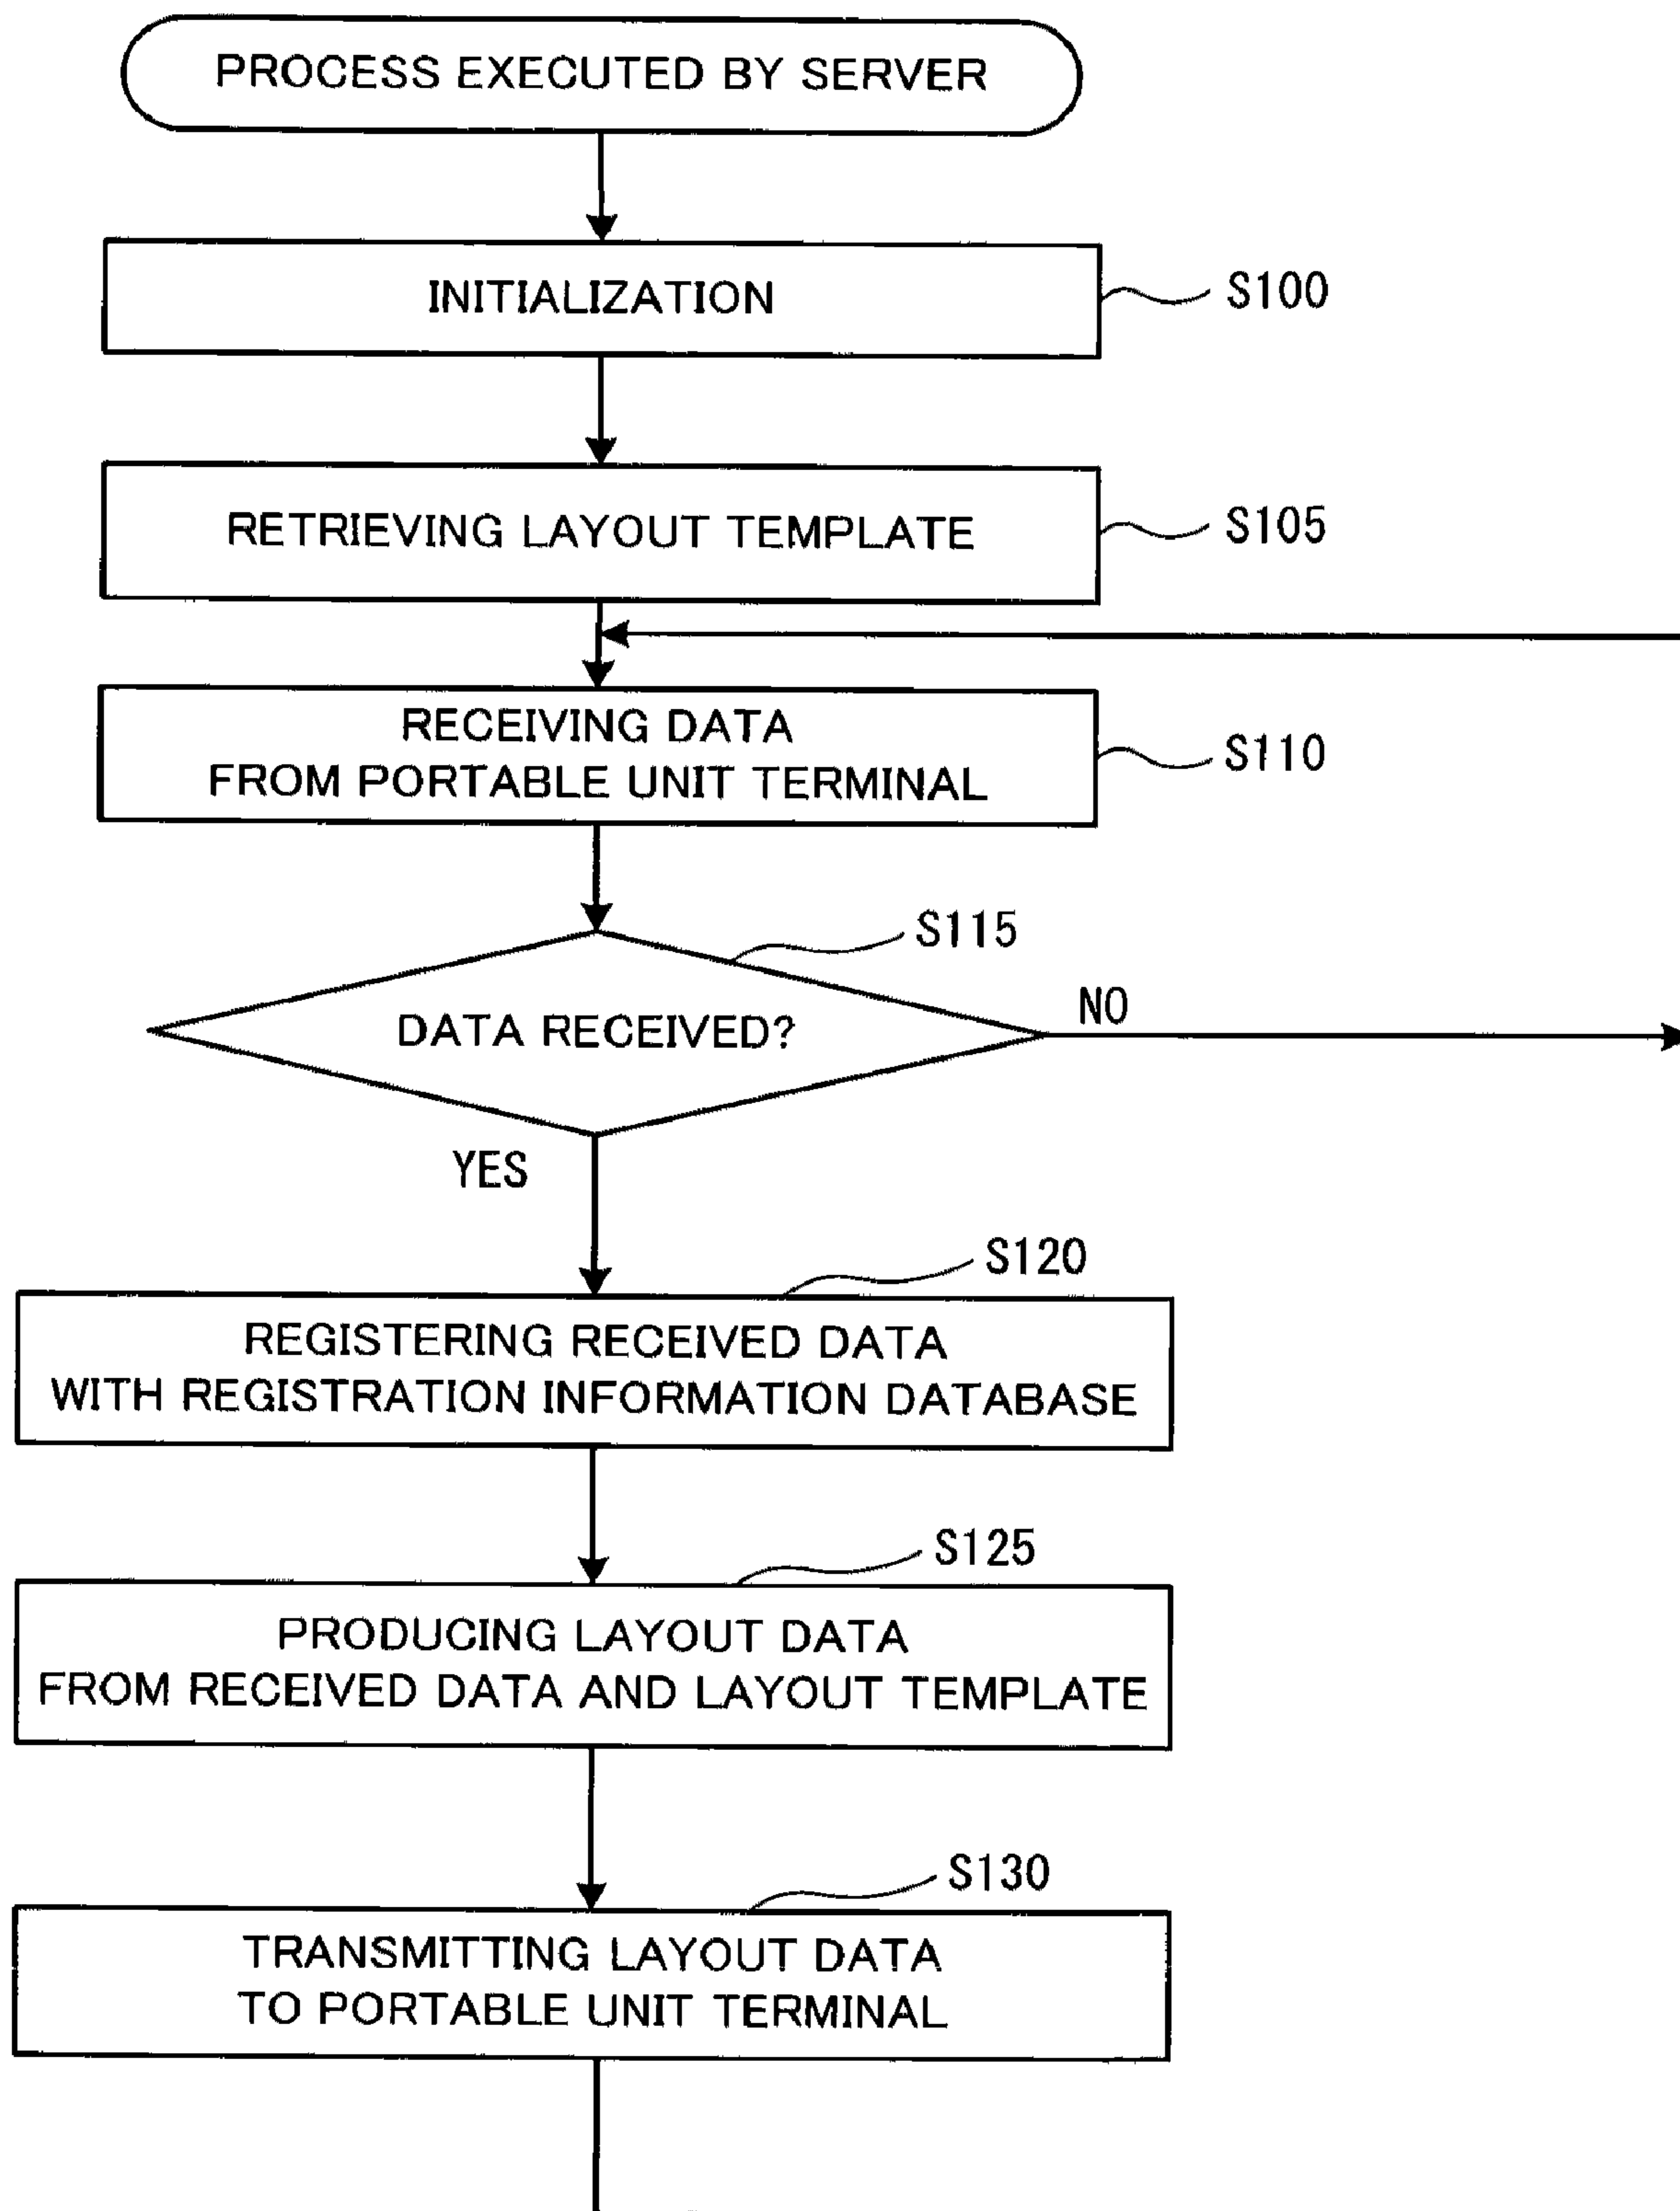 PROCESS EXECUTED BY SERVER
INITIALIZATION
S100
RETRIEVING LAYOUT TEMPLATE
S105
RECEIVING DATA
FROM PORTABLE UNIT TERMINAL
S110
S115
DATA RECEIVED?
NO
YES
S120
REGISTERING RECEIVED DATA
WITH REGISTRATION INFORMATION DATABASE
S125
PRODUCING LAYOUT DATA
FROM RECEIVED DATA AND LAYOUT TEMPLATE
S130
TRANSMITTING LAYOUT DATA
TO PORTABLE UNIT TERMINAL